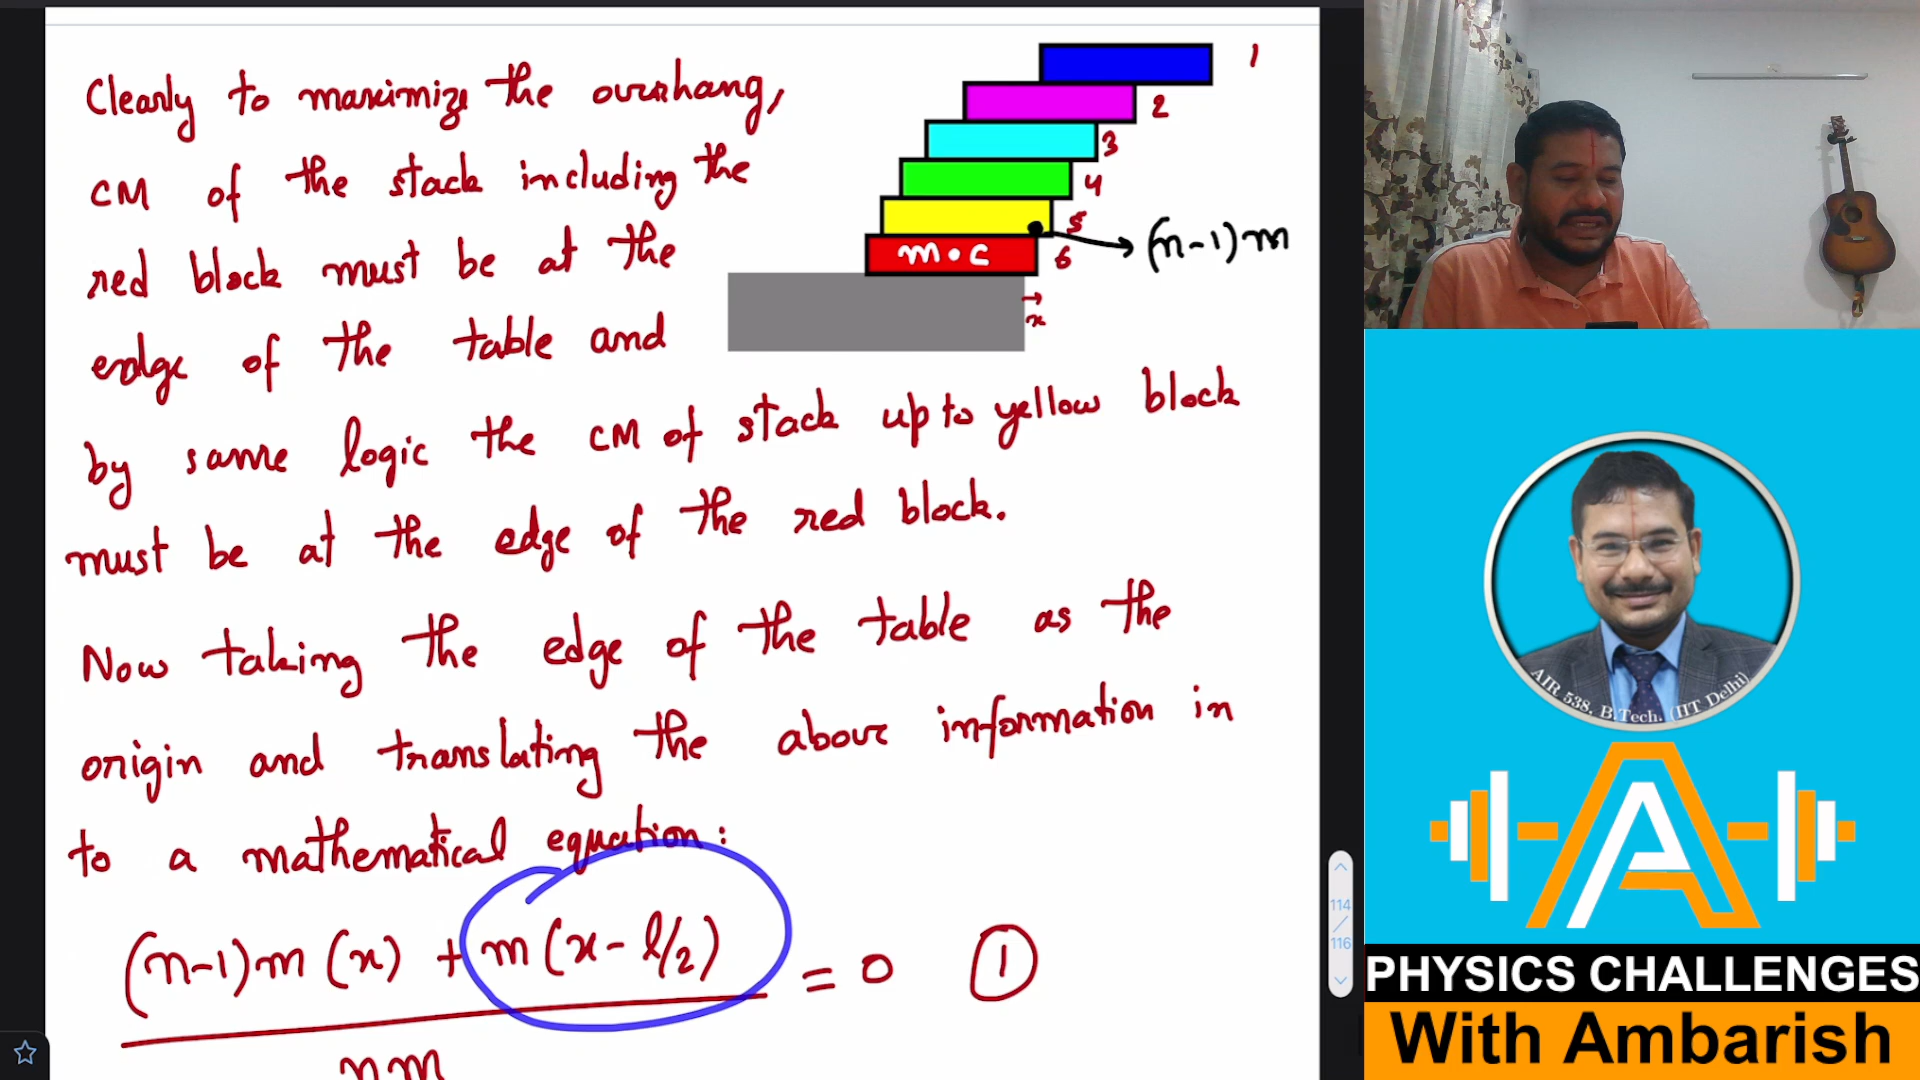 Clearly to maximize the overhang,
CM of the stack including the
red block must be at the
edge of the table and
by same logic the CM of stack upto yellow block
must be at the edge of the red block.
Now taking the edge of the table as the
origin and translating the above information in
to a mathematical equation:
(n-1)m (x) + m (x - l/2)
= 0 ①
nm
1
2
3
4
5
(n-1)m
m • c
6
x
114
/
116
AIR 538, B.Tech. (IIT Delhi)
A
PHYSICS CHALLENGES
With Ambarish